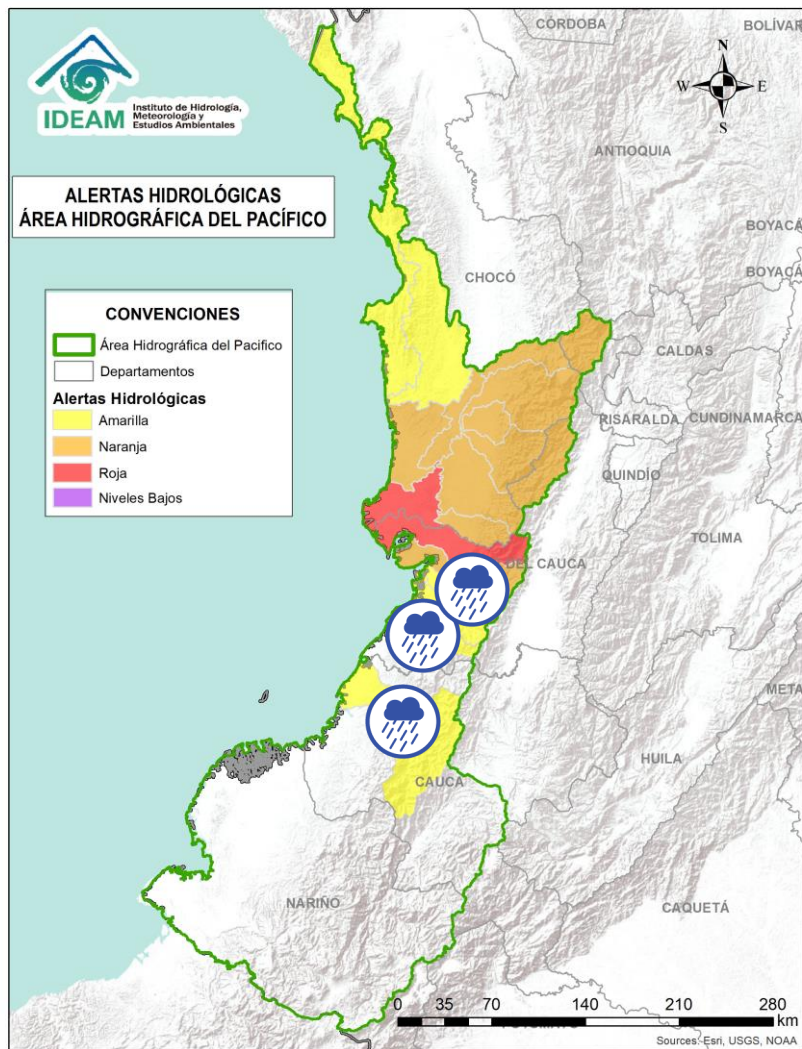 CÓRDOBA
BOLÍVAR
IDEAM
Instituto de Hidrología,
Meteorología y
Estudios Ambientales
N
W
E
S
ANTIOQUIA
ALERTAS HIDROLÓGICAS
ÁREA HIDROGRÁFICA DEL PACÍFICO
BOYACÁ
BOYACÁ
CHOCÓ
CONVENCIONES
Área Hidrográfica del Pacifico
Departamentos
Alertas Hidrológicas
Amarilla
Naranja
Roja
Niveles Bajos
CALDAS
RISARALDA
CUNDINAMARCA
QUINDÍO
TOLIMA
DEL CAUCA
META
HUILA
CAUCA
NARIÑO
CAQUETÁ
0 35 70 140 210 280
km
Sources: Esri, USGS, NOAA